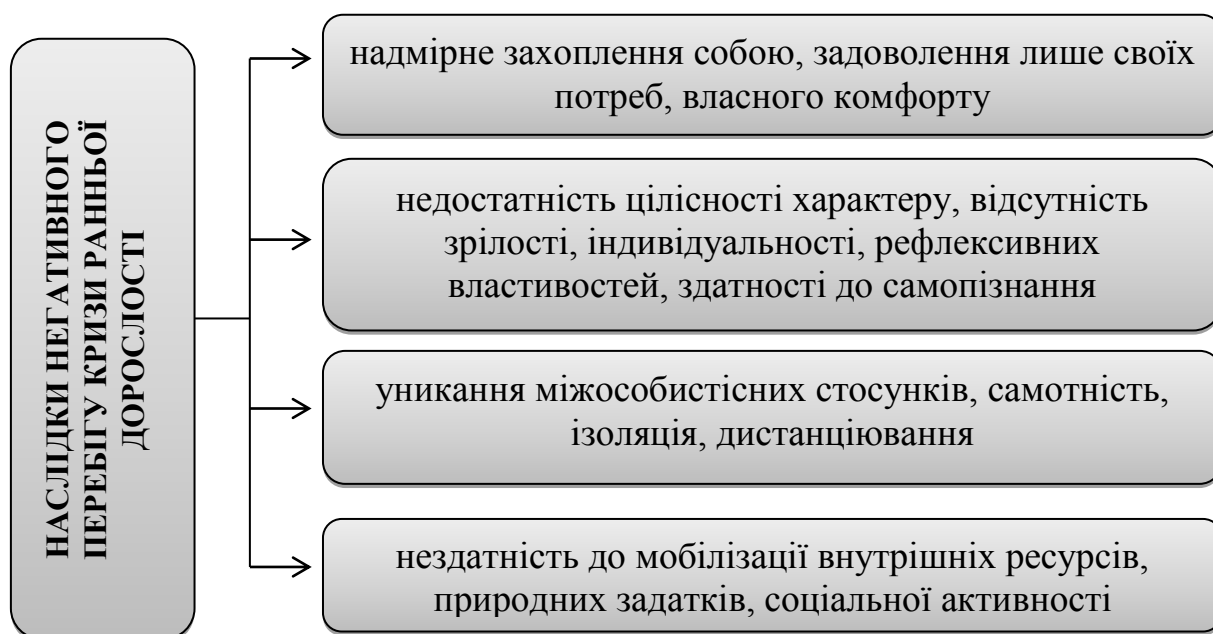 НАСЛІДКИ НЕГАТИВНОГО
ПЕРЕБІГУ КРИЗИ РАННЬОЇ
ДОРОСЛОСТІ
надмірне захоплення собою, задоволення лише своїх
потреб, власного комфорту
недостатність цілісності характеру, відсутність
зрілості, індивідуальності, рефлексивних
властивостей, здатності до самопізнання
уникання міжособистісних стосунків, самотність,
ізоляція, дистанціювання
нездатність до мобілізації внутрішніх ресурсів,
природних задатків, соціальної активності